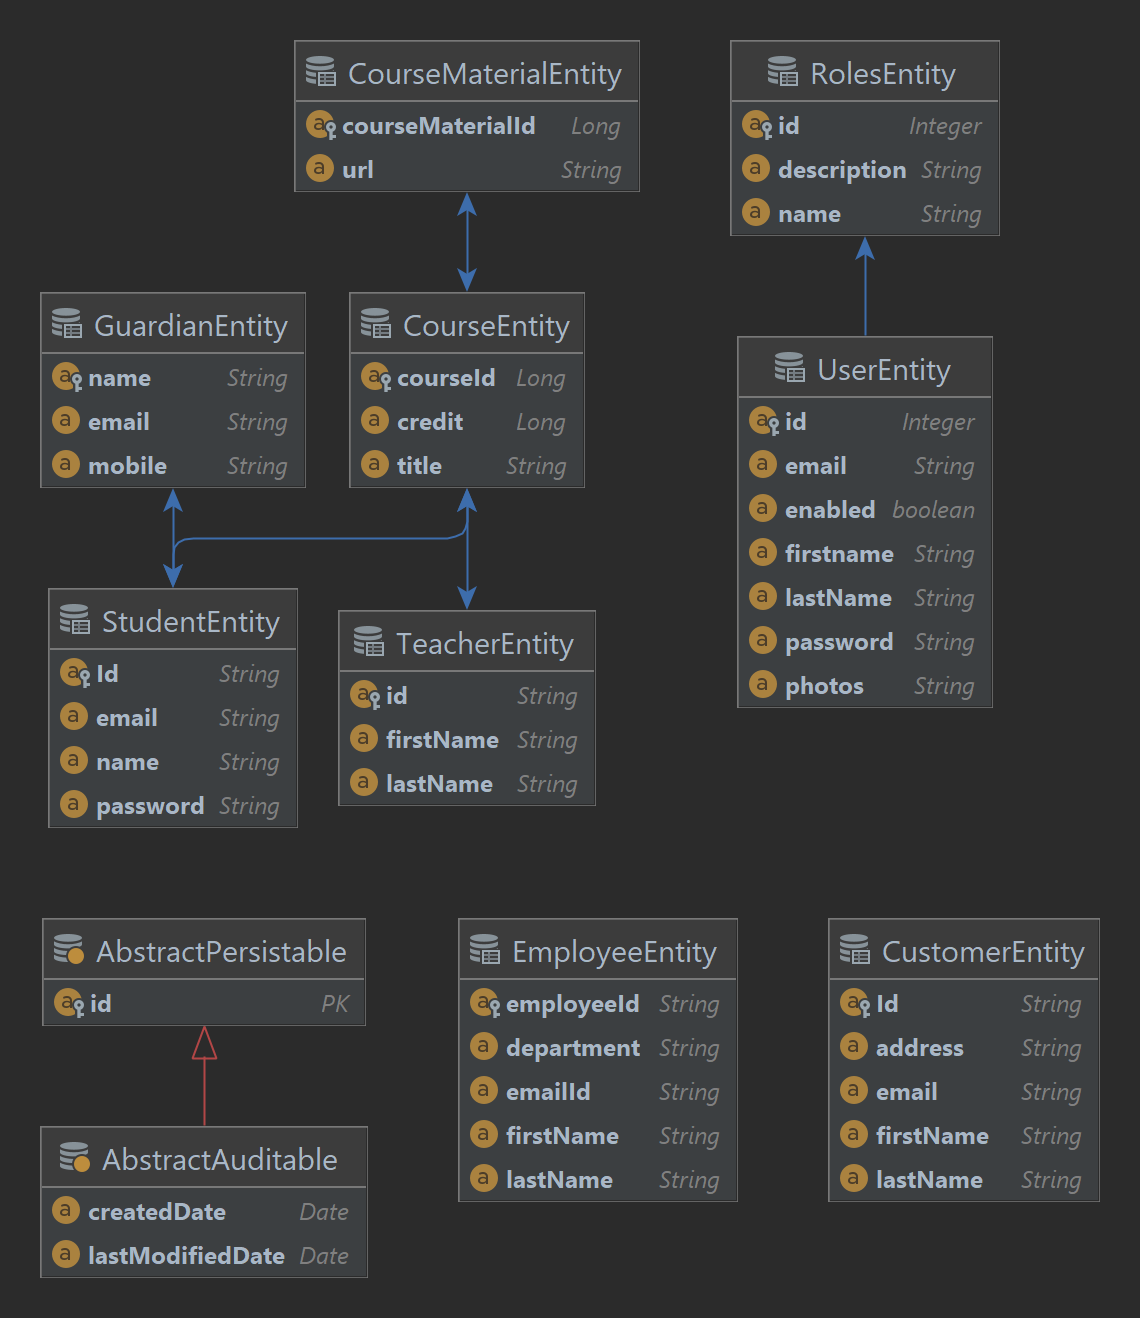 CourseMaterialEntity
courseMaterialId Long
url String
RolesEntity
id Integer
description String
name String
GuardianEntity
name String
email String
mobile String
CourseEntity
courseId Long
credit Long
title String
UserEntity
id Integer
email String
enabled boolean
firstname String
lastName String
password String
photos String
StudentEntity
Id String
email String
name String
password String
TeacherEntity
id String
firstName String
lastName String
AbstractPersistable
id PK
AbstractAuditable
createdDate Date
lastModifiedDate Date
EmployeeEntity
employeeId String
department String
emailId String
firstName String
lastName String
CustomerEntity
Id String
address String
email String
firstName String
lastName String